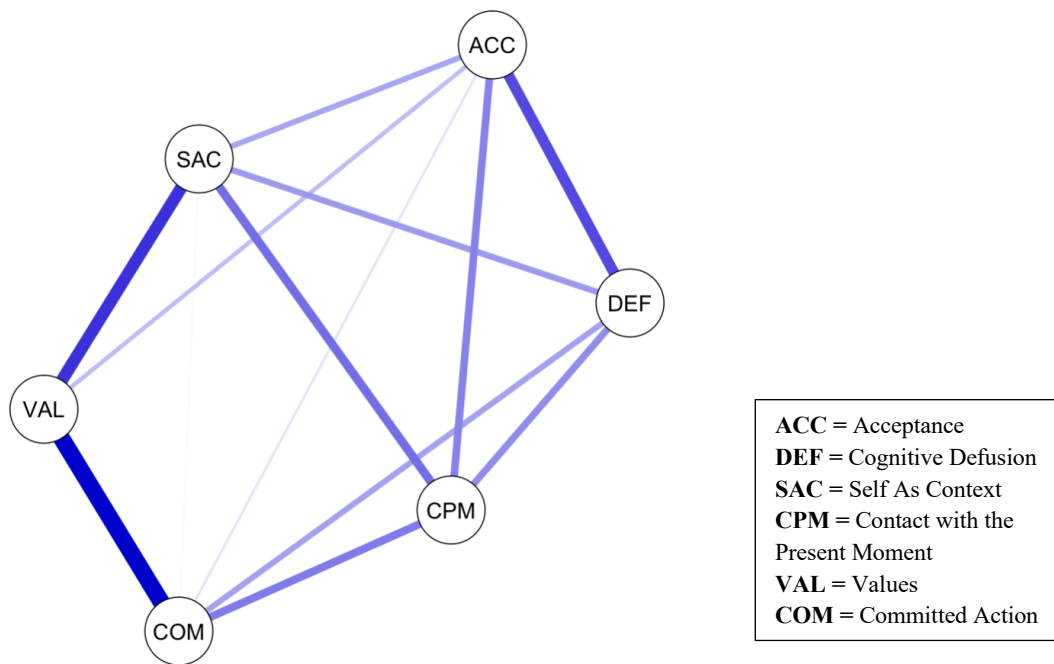 ACC
SAC
DEF
VAL
CPM
COM
ACC = Acceptance
DEF = Cognitive Defusion
SAC = Self As Context
CPM = Contact with the
Present Moment
VAL = Values
COM = Committed Action